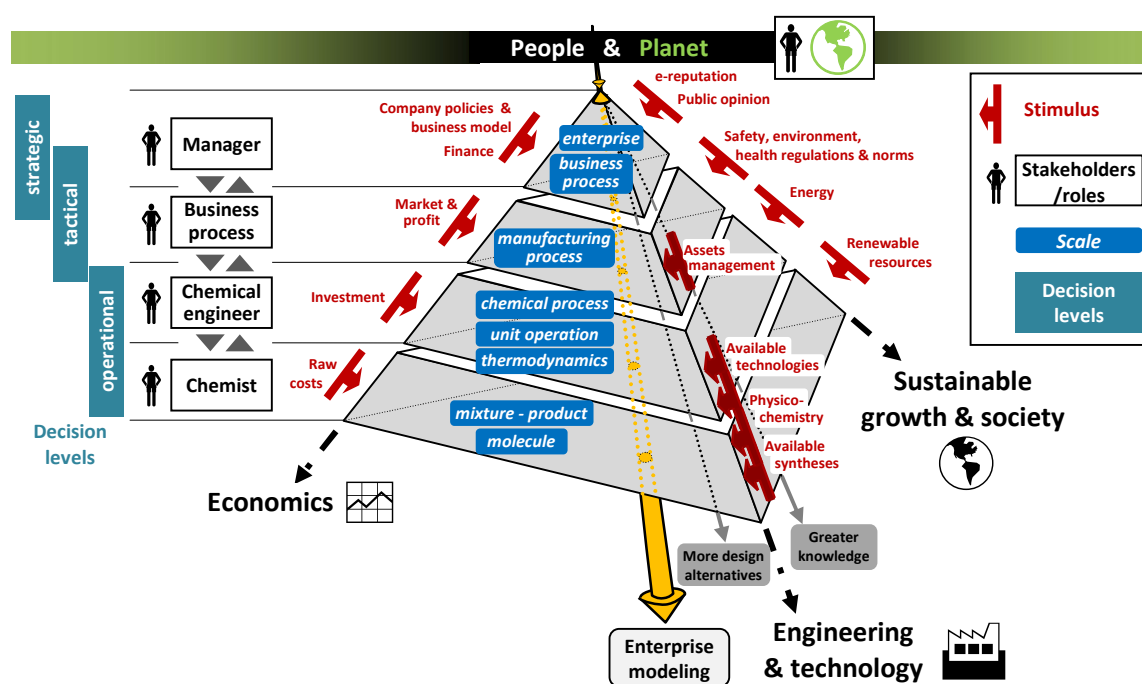 People & Planet
e-reputation
Public opinion
Company policies &
business model
Finance
Safety, environment,
health regulations & norms
Energy
Renewable
resources
Market &
profit
Investment
Raw
costs
strategic
tactical
operational
Decision
levels
Manager
Business
process
Chemical
engineer
Chemist
enterprise
business
process
manufacturing
process
chemical process
unit operation
thermodynamics
mixture - product
molecule
Assets
management
Available
technologies
Physico-
chemistry
Available
syntheses
Economics
Sustainable
growth & society
Engineering
& technology
More design
alternatives
Greater
knowledge
Enterprise
modeling
Stimulus
Stakeholders
/roles
Scale
Decision
levels